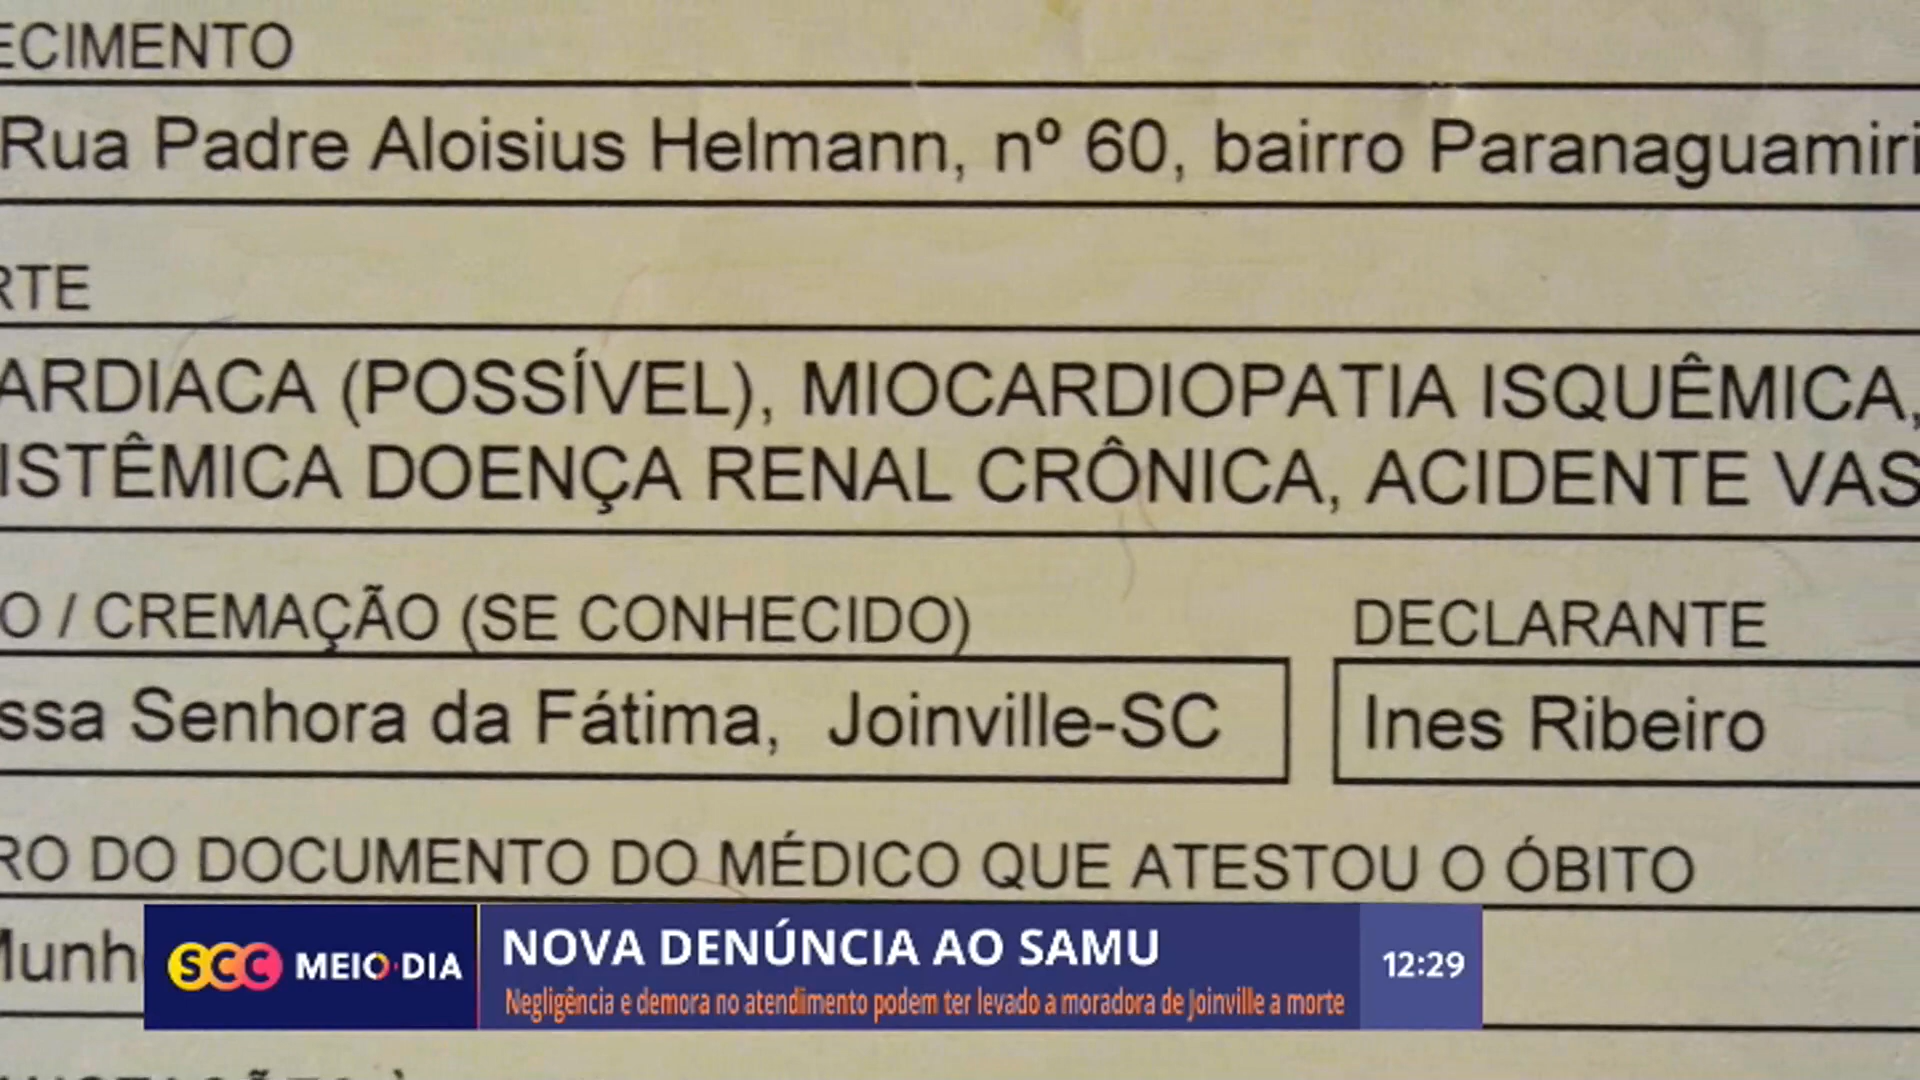 ECIMENTO
Rua Padre Aloisius Helmann, nº 60, bairro Paranaguamiri
RTE
ARDIACA (POSSÍVEL), MIOCARDIOPATIA ISQUÊMICA,
ISTÊMICA DOENÇA RENAL CRÔNICA, ACIDENTE VAS
O / CREMAÇÃO (SE CONHECIDO) DECLARANTE
ssa Senhora da Fátima, Joinville-SC Ines Ribeiro
RO DO DOCUMENTO DO MÉDICO QUE ATESTOU O ÓBITO
Munh
SCC MEIO-DIA
NOVA DENÚNCIA AO SAMU
Negligência e demora no atendimento podem ter levado a moradora de Joinville a morte
12:29